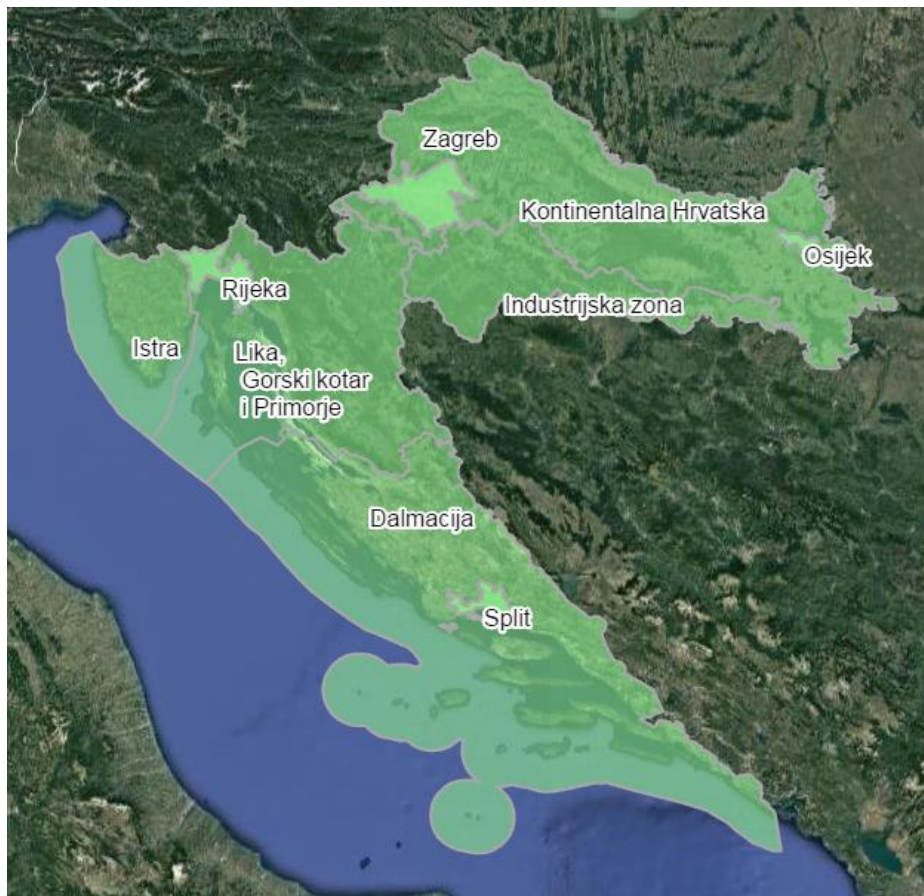 Zagreb
Kontinentalna Hrvatska
Osijek
Rijeka
Industrijska zona
Istra
Lika,
Gorski kotar
i Primorje
Dalmacija
Split